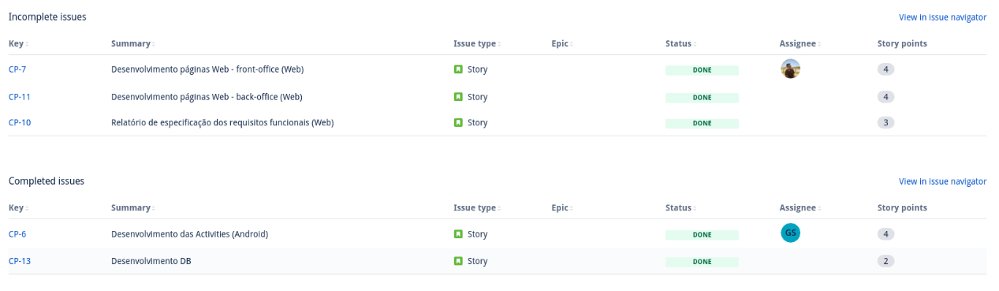 Incomplete issues View in issue navigator
Key Summary Issue type Epic Status Assignee Story points
CP-7 Desenvolvimento páginas Web - front-office (Web) Story DONE 4
CP-11 Desenvolvimento páginas Web - back-office (Web) Story DONE 4
CP-10 Relatório de especificação dos requisitos funcionais (Web) Story DONE 3
Completed issues View in issue navigator
Key Summary Issue type Epic Status Assignee Story points
CP-6 Desenvolvimento das Activities (Android) Story DONE GS 4
CP-13 Desenvolvimento DB Story DONE 2